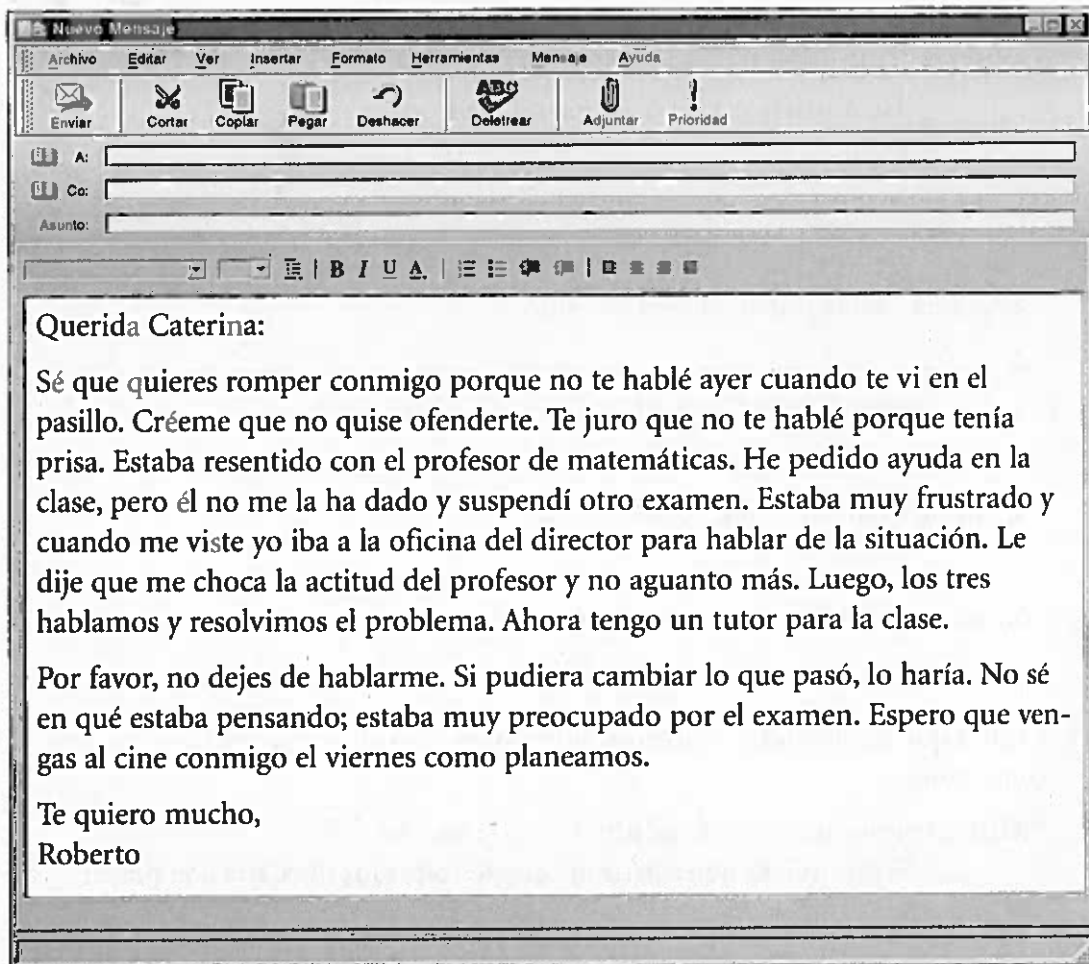 Nuevo Mensaje
Archivo Editar Ver Insertar Formato Herramientas Mensaje Ayuda
Enviar Cortar Copiar Pegar Deshacer Deletrear Adjuntar Prioridad
A:
Cc:
Asunto:
B I U A
Querida Caterina:
Sé que quieres romper conmigo porque no te hablé ayer cuando te vi en el
pasillo. Créeme que no quise ofenderte. Te juro que no te hablé porque tenía
prisa. Estaba resentido con el profesor de matemáticas. He pedido ayuda en la
clase, pero él no me la ha dado y suspendí otro examen. Estaba muy frustrado y
cuando me viste yo iba a la oficina del director para hablar de la situación. Le
dije que me choca la actitud del profesor y no aguanto más. Luego, los tres
hablamos y resolvimos el problema. Ahora tengo un tutor para la clase.
Por favor, no dejes de hablarme. Si pudiera cambiar lo que pasó, lo haría. No sé
en qué estaba pensando; estaba muy preocupado por el examen. Espero que ven-
gas al cine conmigo el viernes como planeamos.
Te quiero mucho,
Roberto